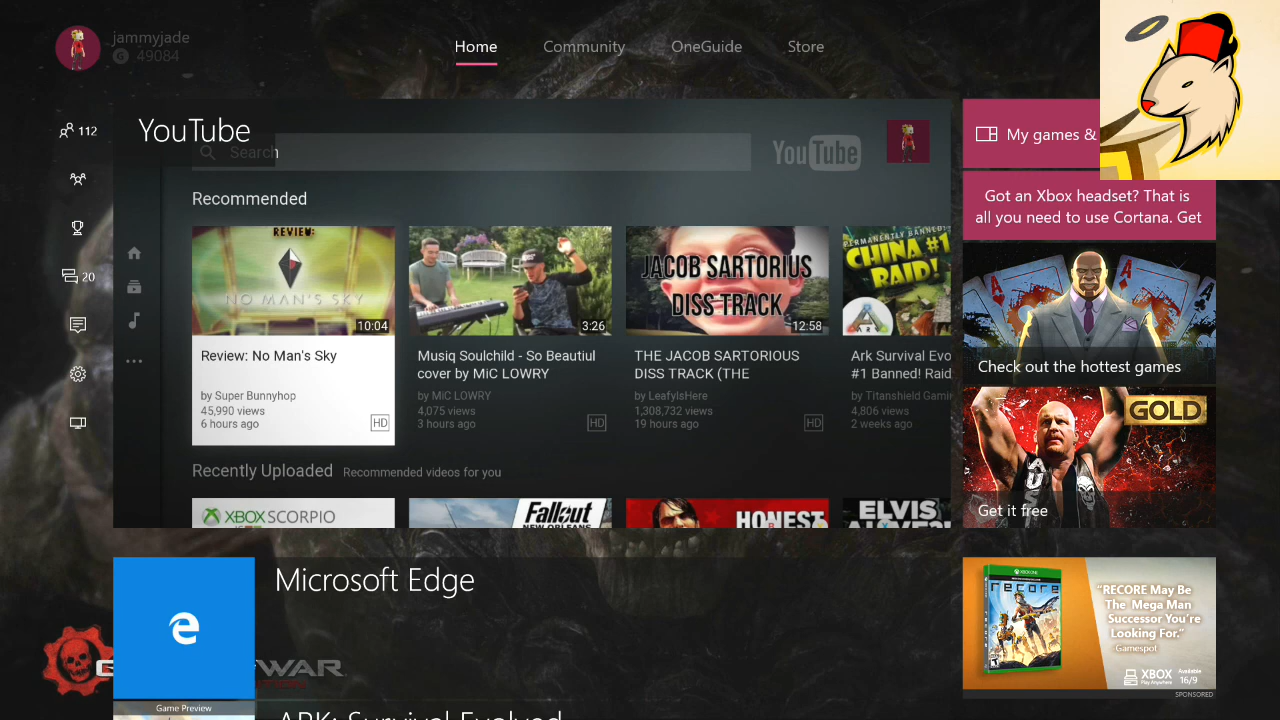 jammyjade
G 49084
Home
Community
OneGuide
Store
112
20
YouTube
Search
YouTube
Recommended
REVIEW:
NO MAN'S SKY
10:04
Review: No Man's Sky
by Super Bunnyhop
45,990 views
6 hours ago
HD
3:26
Musiq Soulchild - So Beautiul
cover by MiC LOWRY
by MiC LOWRY
4,075 views
3 hours ago
HD
JACOB SARTORIUS
DISS TRACK
12:58
THE JACOB SARTORIOUS
DISS TRACK (THE
by LeafyIsHere
1,308,732 views
19 hours ago
HD
PERMANENTLY BANNED!
CHINA #1
RAID!
ARK
Ark Survival Evo
#1 Banned! Raid
by Titanshield Gamin
4,806 views
2 weeks ago
Recently Uploaded
Recommended videos for you
XBOX SCORPIO
Fallout
NEW ORLEANS
HONEST
ELVIS
ALIVE?!
My games &
Got an Xbox headset? That is
all you need to use Cortana. Get
Check out the hottest games
GOLD
Get it free
Microsoft Edge
WAR
Game Preview
ARK: Survival Evolved
XBOX ONE
recore
"RECORE May Be
The Mega Man
Successor You're
Looking For."
Gamespot
XBOX
Play Anywhere
Available
16/9
SPONSORED